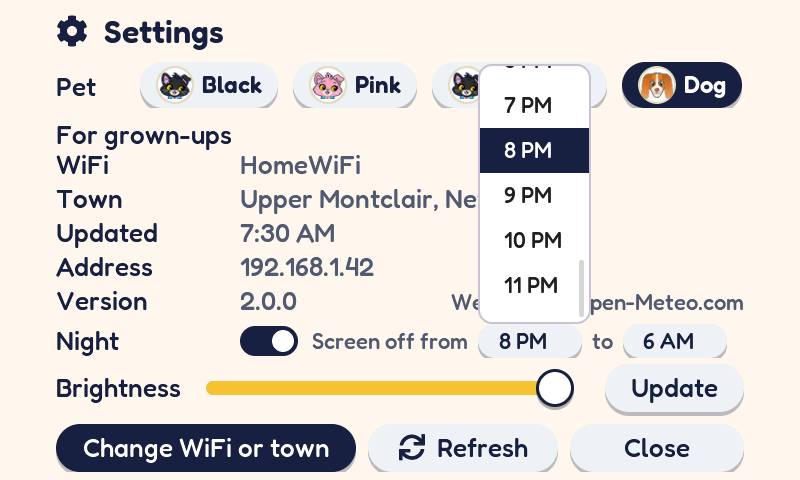 Settings
Pet Black Pink Dog
7 PM
For grown-ups
8 PM
WiFi HomeWiFi
Town Upper Montclair,
9 PM
Updated 7:30 AM
10 PM
Address 192.168.1.42
11 PM
Version 2.0.0 pen-Meteo.com
Night Screen off from 8 PM to 6 AM
Brightness Update
Change WiFi or town Refresh Close